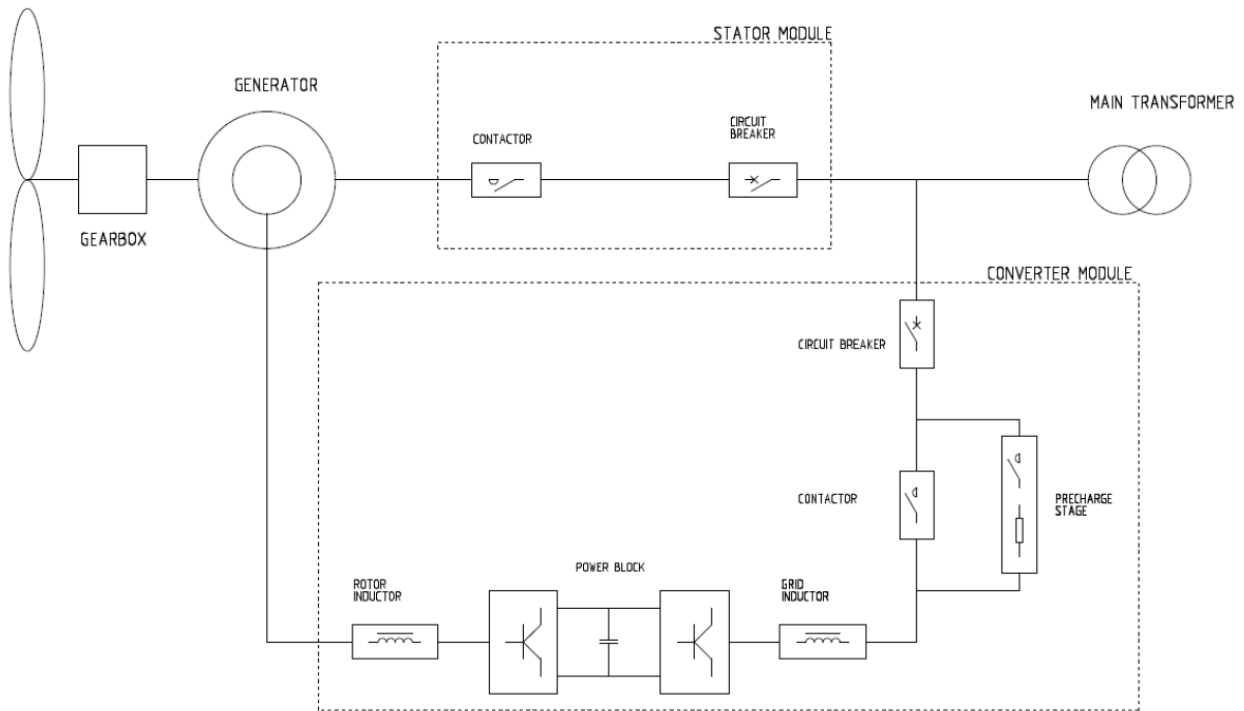 STATOR MODULE
GENERATOR
MAIN TRANSFORMER
CONTACTOR
CIRCUIT
BREAKER
GEARBOX
CONVERTER MODULE
CIRCUIT BREAKER
CONTACTOR
PRECHARGE
STAGE
POWER BLOCK
ROTOR
INDUCTOR
GRID
INDUCTOR